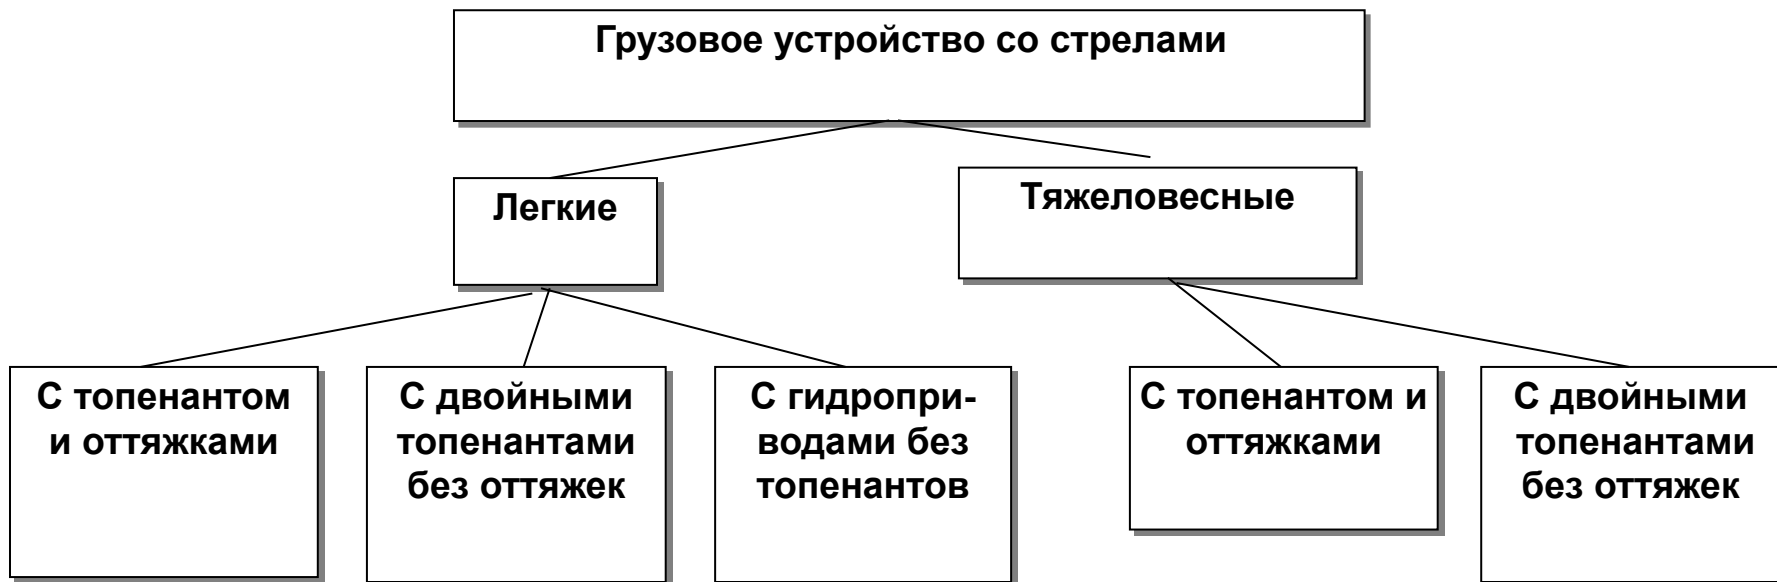 Грузовое устройство со стрелами
Легкие
Тяжеловесные
С топенантом
и оттяжками
С двойными
топенантами
без оттяжек
С гидропри-
водами без
топенантов
С топенантом и
оттяжками
С двойными
топенантами
без оттяжек